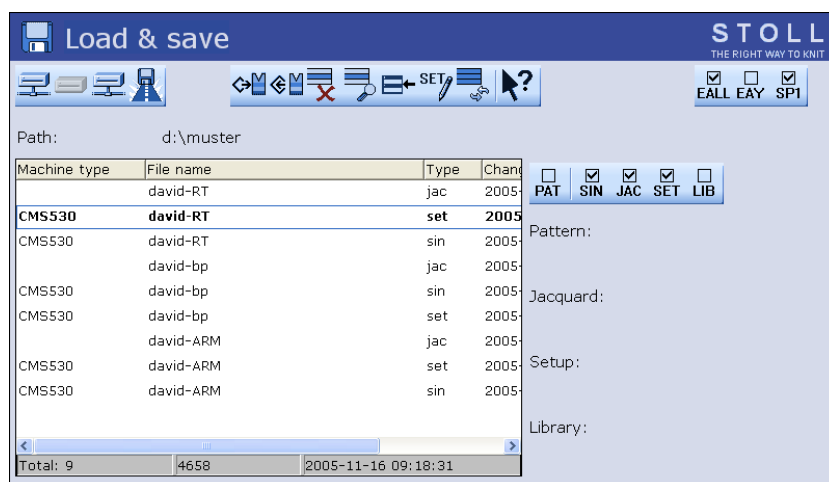 Load & save
STOLL
THE RIGHT WAY TO KNIT
SET
?
EALL EAY SP1
Path: d:\muster
Machine type File name Type Chang
david-RT jac 2005-
CMS530 david-RT set 2005
CMS530 david-RT sin 2005-
david-bp jac 2005-
CMS530 david-bp sin 2005-
CMS530 david-bp set 2005-
david-ARM jac 2005-
CMS530 david-ARM set 2005-
CMS530 david-ARM sin 2005-
Total: 9 4658 2005-11-16 09:18:31
PAT SIN JAC SET LIB
Pattern:
Jacquard:
Setup:
Library: